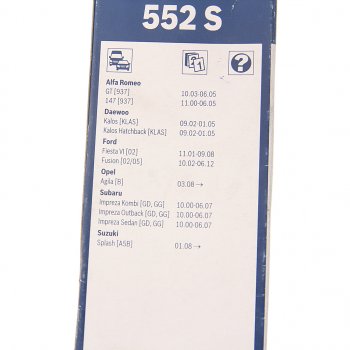 552 S
1
?
Alfa Romeo
GT [937] 10.03-06.05
147 [937] 11.00-06.05
Daewoo
Kalos [KLAS] 09.02-01.05
Kalos Hatchback [KLAS] 09.02-01.05
Ford
Fiesta VI [02] 11.01-09.08
Fusion [02/05] 10.02-06.12
Opel
Agila [B] 03.08→
Subaru
Impreza Kombi [GD, GG] 10.00-06.07
Impreza Outback [GD, GG] 10.00-06.07
Impreza Sedan [GD, GG] 10.00-06.07
Suzuki
Splash [A5B] 01.08→